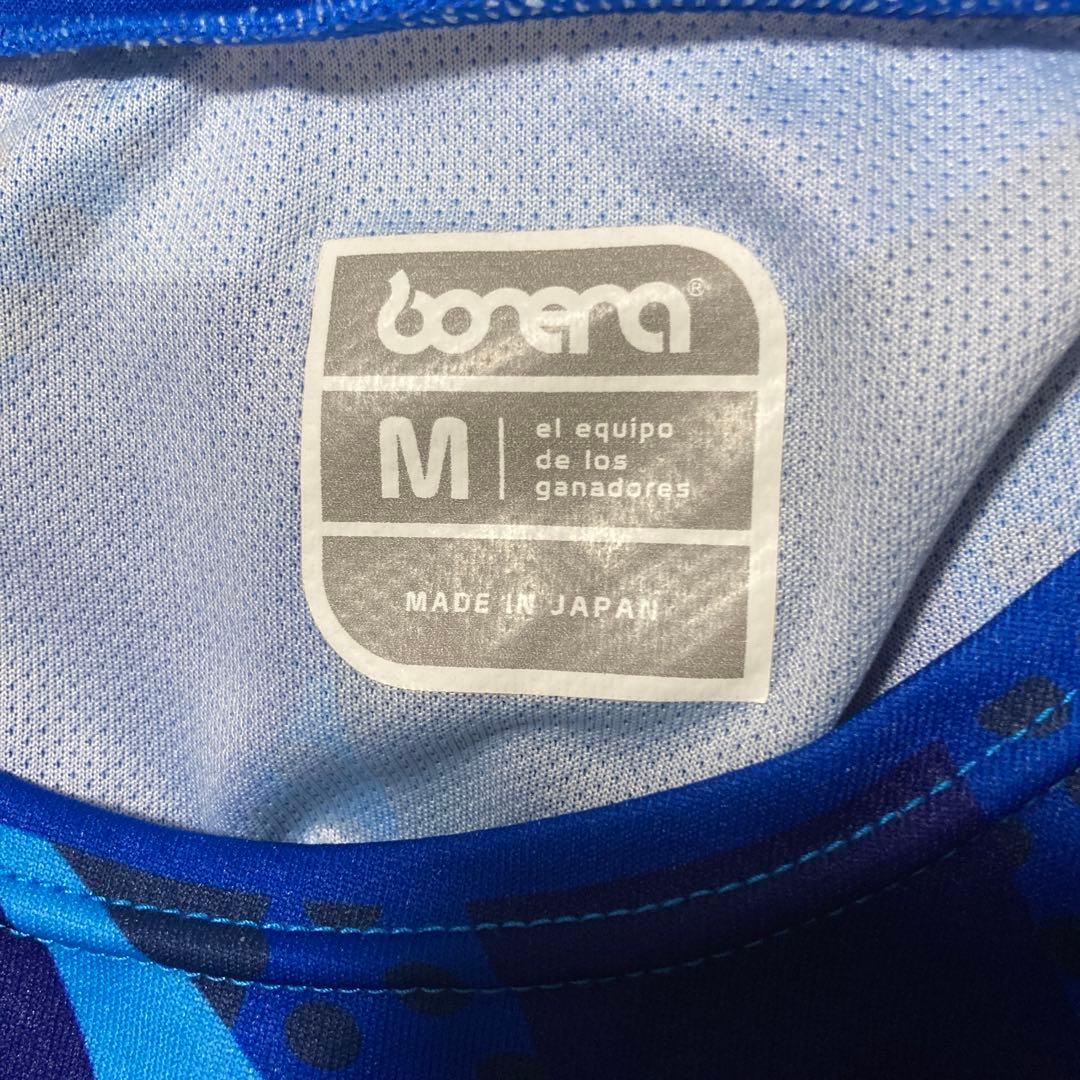 bonera®
M
el equipo
de los
ganadores
MADE IN JAPAN